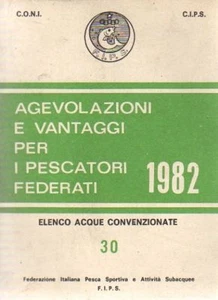 C.O.N.I. C.I.P.S.
F.I.P.S.
AGEVOLAZIONI
E VANTAGGI
PER
I PESCATORI
FEDERATI 1982
ELENCO ACQUE CONVENZIONATE
30
Federazione Italiana Pesca Sportiva e Attività Subacquee
F.I.P.S.